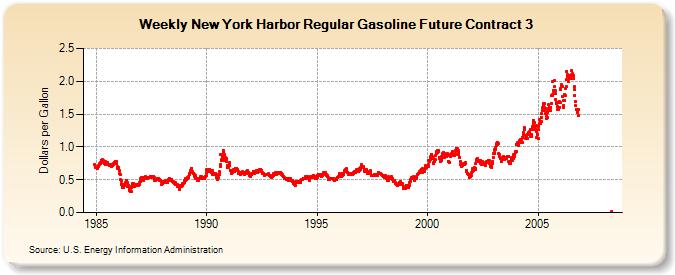 Weekly New York Harbor Regular Gasoline Future Contract 3
Dollars per Gallon
2.5
2.0
1.5
1.0
0.5
0.0
1985 1990 1995 2000 2005
Source: U.S. Energy Information Administration